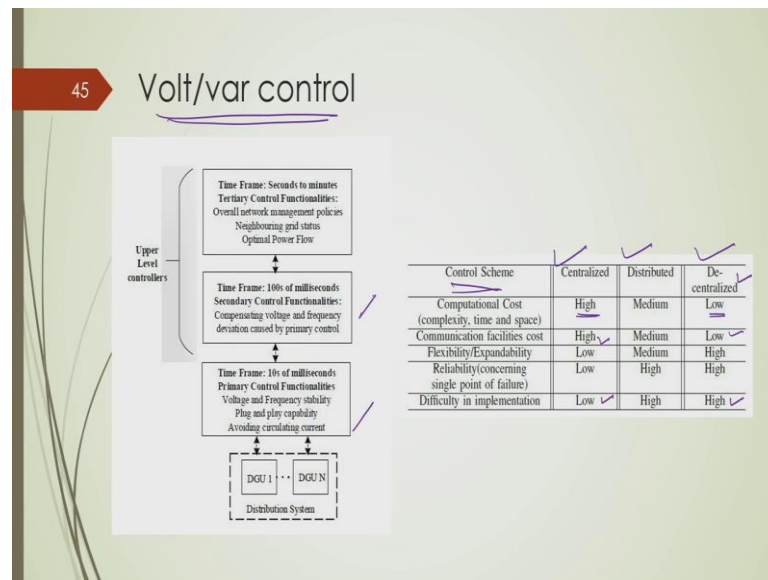 45
Volt/var control
Time Frame: Seconds to minutes
Tertiary Control Functionalities:
Overall network management policies
Neighbouring grid status
Optimal Power Flow
Upper
Level
controllers
Time Frame: 100s of milliseconds
Secondary Control Functionalities:
Compensating voltage and frequency
deviation caused by primary control
Time Frame: 10s of milliseconds
Primary Control Functionalities
Voltage and Frequency stability
Plug and play capability
Avoiding circulating current
DGU 1 ··· DGU N
Distribution System
Control Scheme Centralized Distributed De-
centralized
Computational Cost High Medium Low
(complexity, time and space)
Communication facilities cost High Medium Low
Flexibility/Expandability Low Medium High
Reliability(concerning Low High High
single point of failure)
Difficulty in implementation Low High High